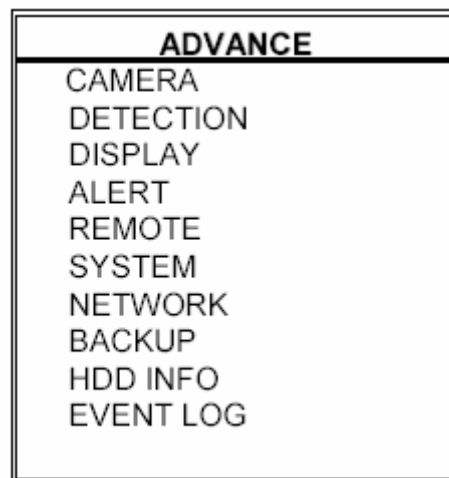 ADVANCE
CAMERA
DETECTION
DISPLAY
ALERT
REMOTE
SYSTEM
NETWORK
BACKUP
HDD INFO
EVENT LOG